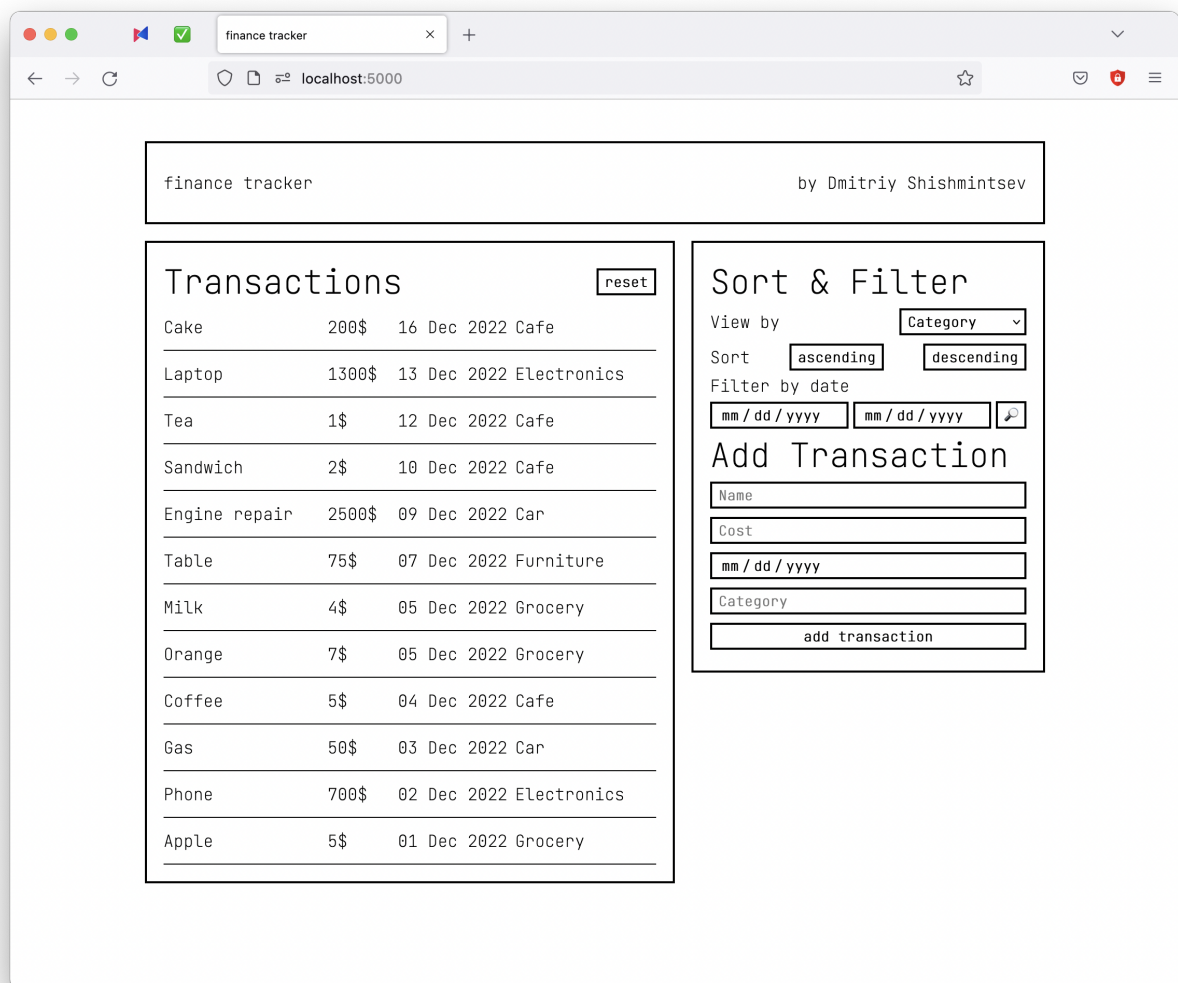 finance tracker
localhost:5000
finance tracker
by Dmitriy Shishmintsev
Transactions
reset
Cake 200$ 16 Dec 2022 Cafe
Laptop 1300$ 13 Dec 2022 Electronics
Tea 1$ 12 Dec 2022 Cafe
Sandwich 2$ 10 Dec 2022 Cafe
Engine repair 2500$ 09 Dec 2022 Car
Table 75$ 07 Dec 2022 Furniture
Milk 4$ 05 Dec 2022 Grocery
Orange 7$ 05 Dec 2022 Grocery
Coffee 5$ 04 Dec 2022 Cafe
Gas 50$ 03 Dec 2022 Car
Phone 700$ 02 Dec 2022 Electronics
Apple 5$ 01 Dec 2022 Grocery
Sort & Filter
View by Category
Sort ascending descending
Filter by date
mm / dd / yyyy mm / dd / yyyy
Add Transaction
Name
Cost
mm / dd / yyyy
Category
add transaction